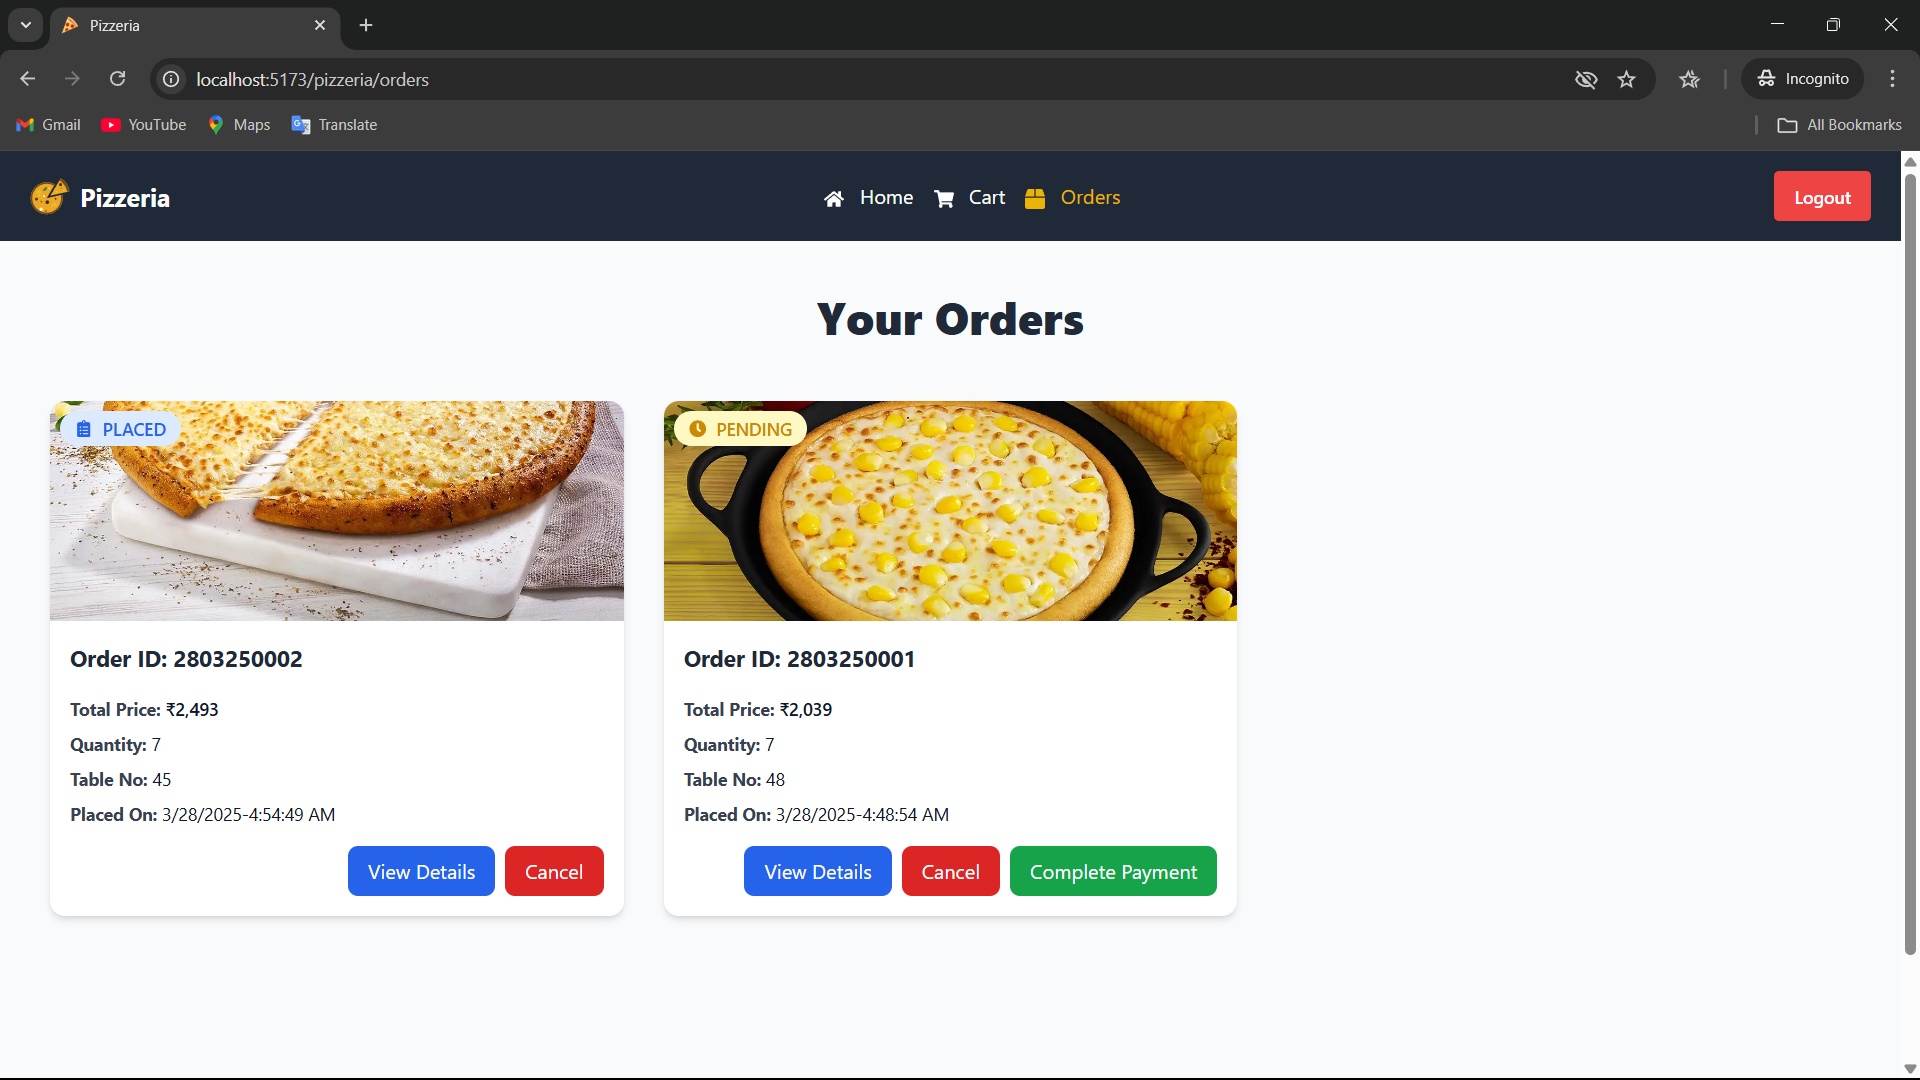 Pizzeria
localhost:5173/pizzeria/orders
Incognito
Gmail YouTube Maps Translate All Bookmarks
Pizzeria Home Cart Orders Logout
Your Orders
PLACED
Order ID: 2803250002
Total Price: ₹2,493
Quantity: 7
Table No: 45
Placed On: 3/28/2025-4:54:49 AM
View Details Cancel
PENDING
Order ID: 2803250001
Total Price: ₹2,039
Quantity: 7
Table No: 48
Placed On: 3/28/2025-4:48:54 AM
View Details Cancel Complete Payment